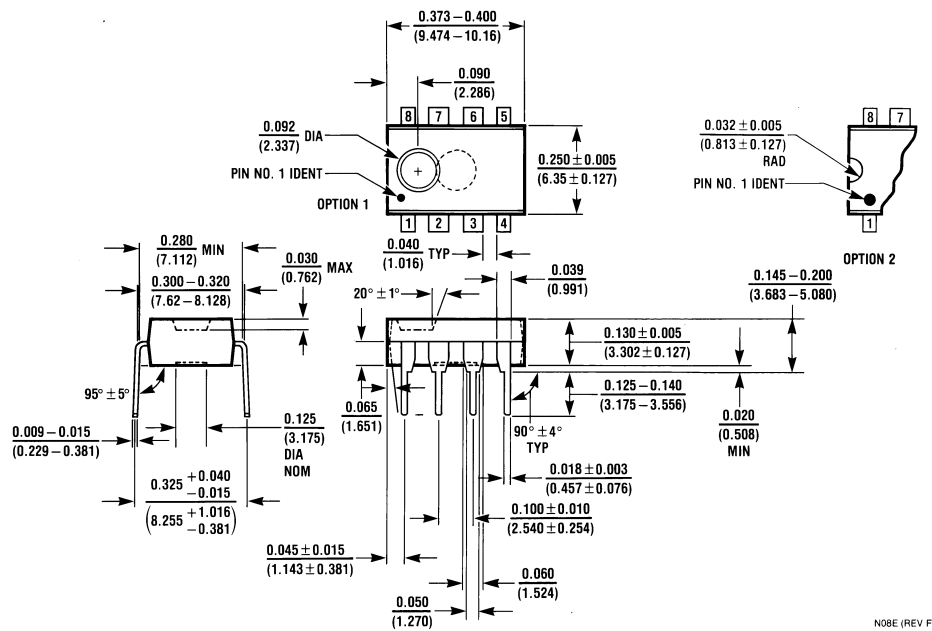 0.373 – 0.400
(9.474 – 10.16)
0.090
(2.286)
8 7 6 5
0.092 DIA
(2.337)
+
PIN NO. 1 IDENT
OPTION 1
1 2 3 4
0.250 ± 0.005
(6.35 ± 0.127)
8 7
0.032 ± 0.005
(0.813 ± 0.127)
RAD
PIN NO. 1 IDENT
1
OPTION 2
0.280 MIN
(7.112)
0.300 – 0.320
(7.62 – 8.128)
0.030 MAX
(0.762)
0.040 TYP
(1.016)
0.039
(0.991)
20° ± 1°
0.145 – 0.200
(3.683 – 5.080)
0.130 ± 0.005
(3.302 ± 0.127)
95° ± 5°
0.065
(1.651)
0.125 – 0.140
(3.175 – 3.556)
0.020
(0.508)
MIN
90° ± 4°
TYP
0.009 – 0.015
(0.229 – 0.381)
0.125
(3.175)
DIA
NOM
0.018 ± 0.003
(0.457 ± 0.076)
0.325 +0.040
–0.015
(8.255 +1.016
–0.381)
0.100 ± 0.010
(2.540 ± 0.254)
0.045 ± 0.015
(1.143 ± 0.381)
0.060
(1.524)
0.050
(1.270)
N08E (REV F